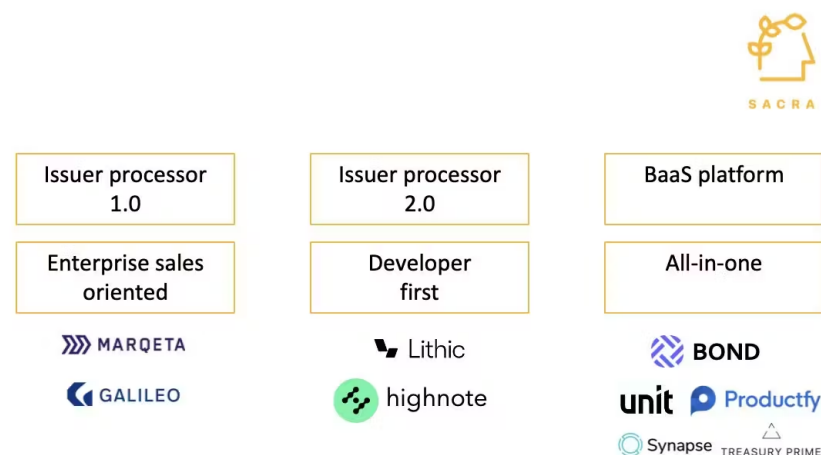 SACRA
Issuer processor
1.0
Issuer processor
2.0
BaaS platform
Enterprise sales
oriented
Developer
first
All-in-one
MARQETA
Lithic
BOND
GALILEO
highnote
unit
Productfy
Synapse
TREASURY PRIME